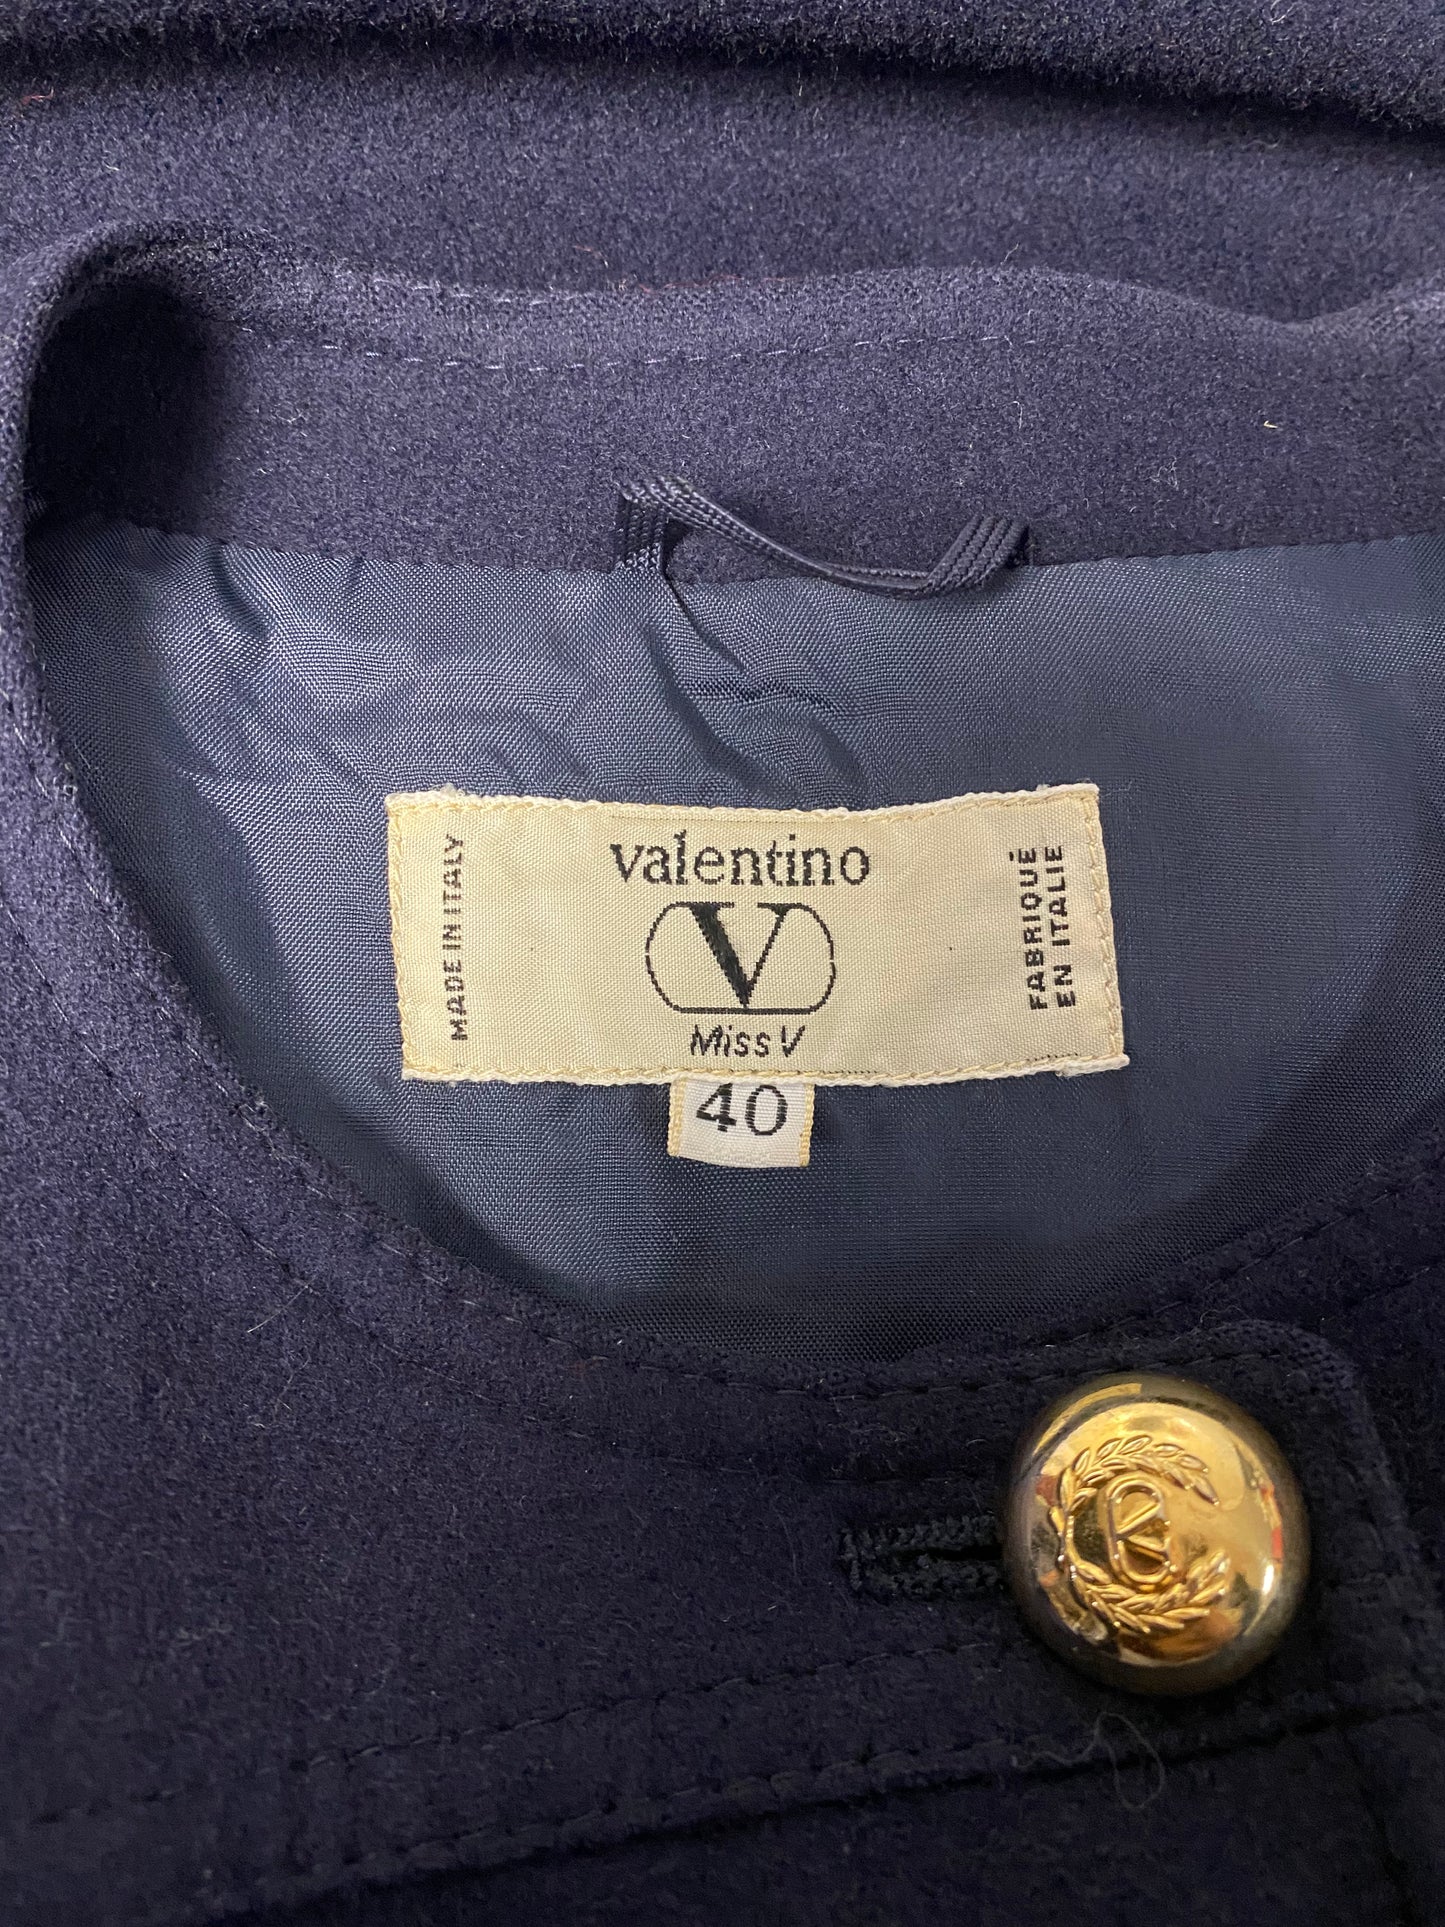 valentino
V
Miss V
MADE IN ITALY
FABRIQUÉ
EN ITALIE
40
V